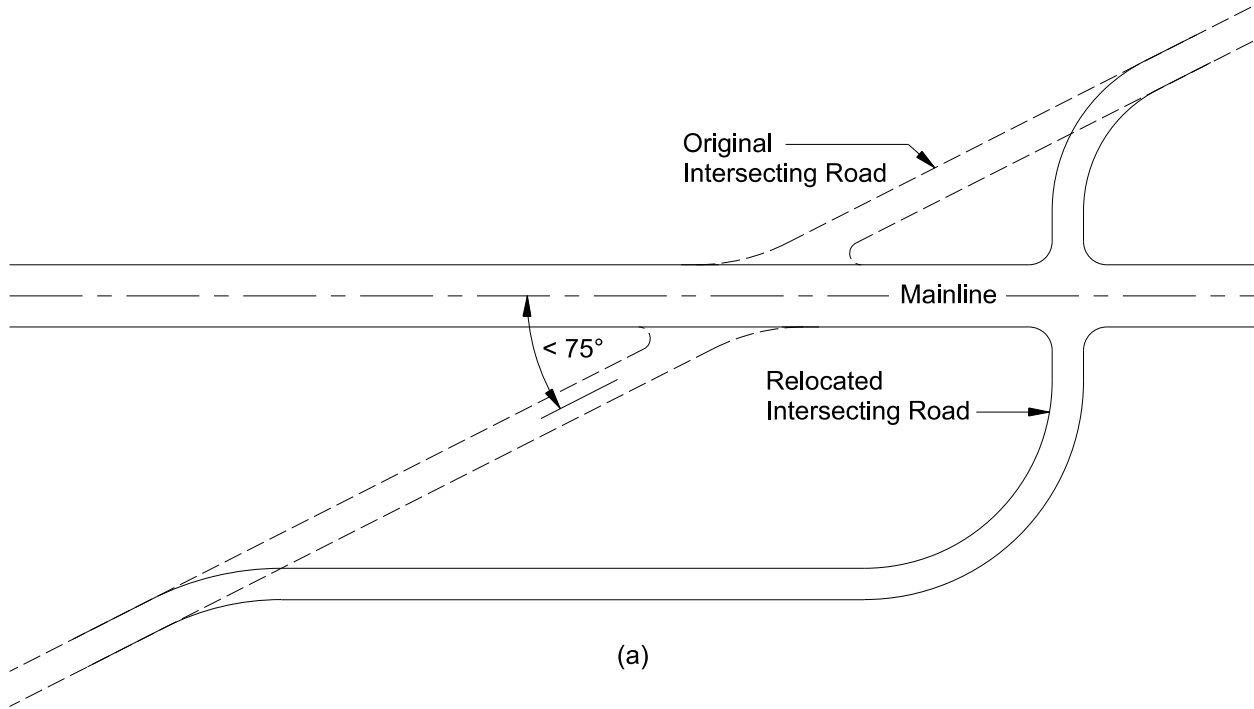 Original
Intersecting Road
Mainline
< 75°
Relocated
Intersecting Road
(a)